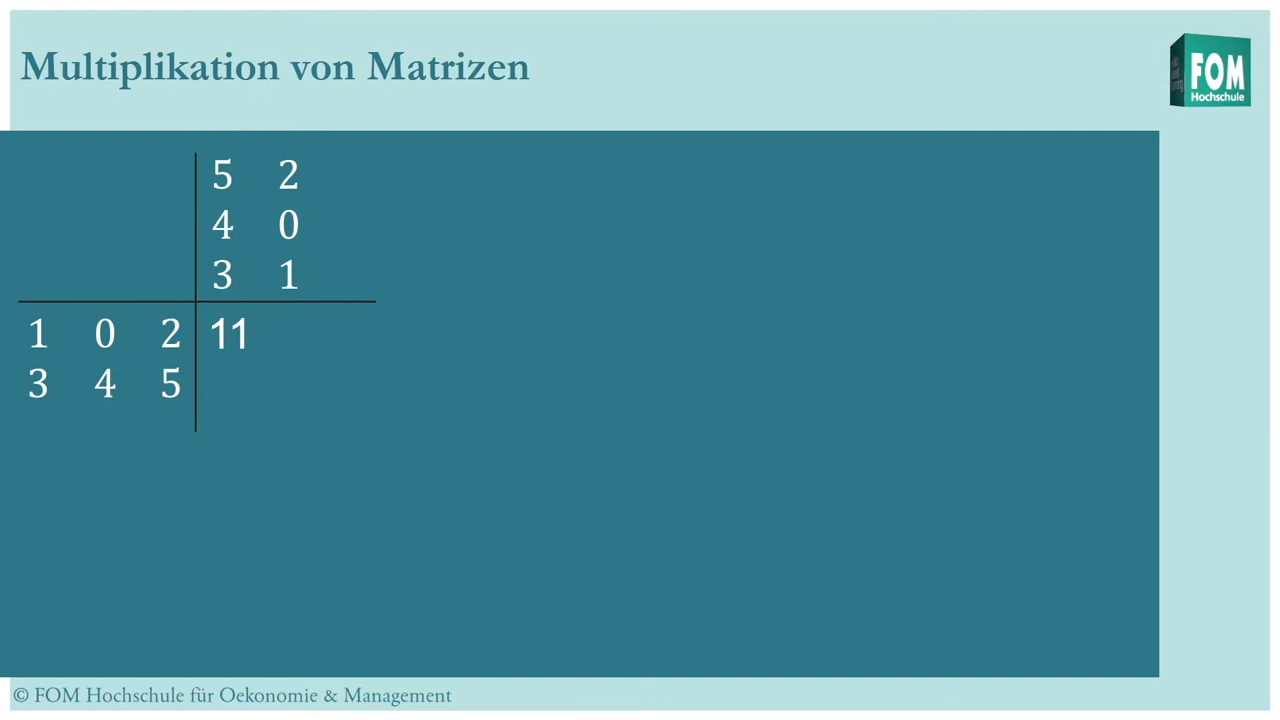 Multiplikation von Matrizen
FOM
Hochschule
5 2
4 0
3 1
1 0 2 11
3 4 5
© FOM Hochschule für Oekonomie & Management